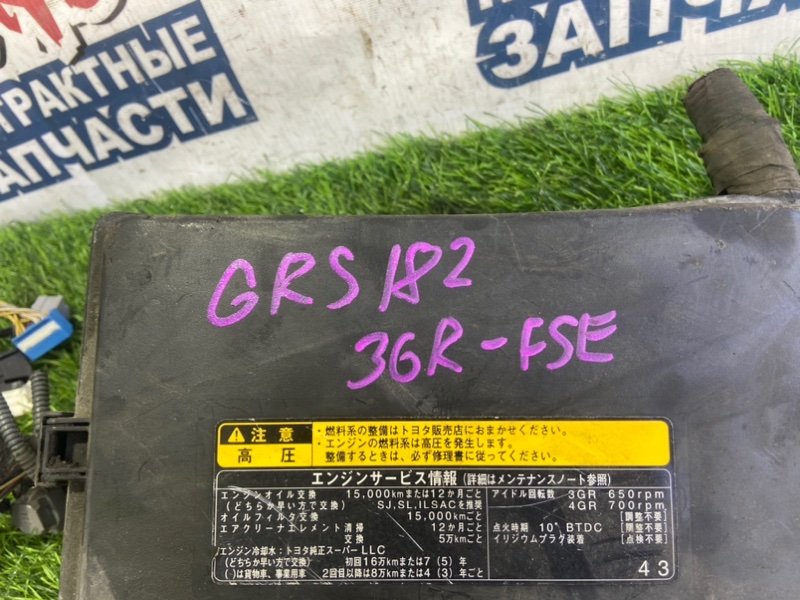 ТРАКТНЫЕ
ЗАПЧАСТИ
ЗАПЧА
GRS182
3GR-FSE
注意
高圧
・燃料系の整備はトヨタ販売店におまかせください。
・エンジンの燃料系は高圧を発生します。
整備するときは、必ず修理書に従ってください。
エンジンサービス情報(詳細はメンテナンスノート参照)
エンジンオイル交換 15,000kmまたは12か月ごと
(どちらか早い方で交換) SJ,SL,ILSACを推奨
オイルフィルタ交換 15,000kmごと
エアクリーナエレメント 清掃 12か月ごと
交換 5万kmごと
エンジン冷却水:トヨタ純正スーパーLLC
(どちらか早い方で交換) 初回16万kmまたは7(5)年
( )は貨物車、事業用車 2回目以降は8万kmまたは4(3)年ごと
アイドル回転数 3GR 650rpm
4GR 700rpm
[調整不要]
点火時期 10°BTDC [調整不要]
イリジウムプラグ装着 [点検不要]
43